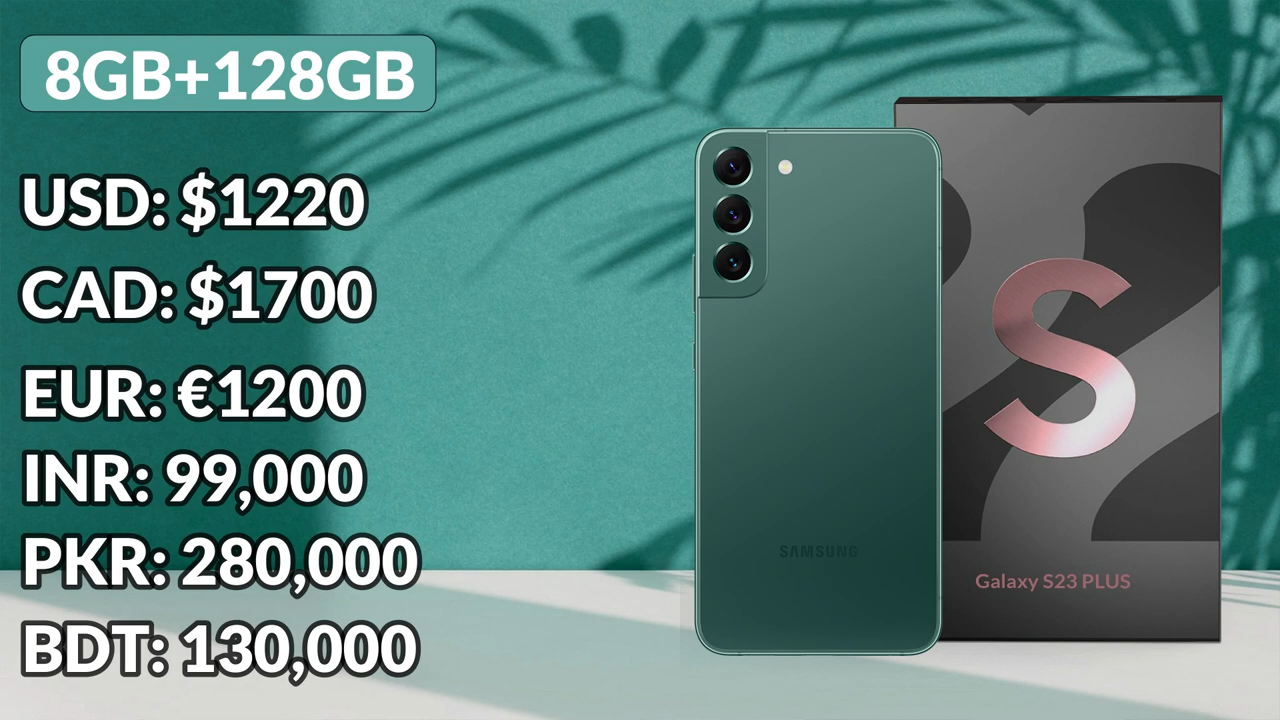 8GB+128GB
USD: $1220
CAD: $1700
EUR: €1200
INR: 99,000
PKR: 280,000
BDT: 130,000
SAMSUNG
22
S
Galaxy S23 PLUS